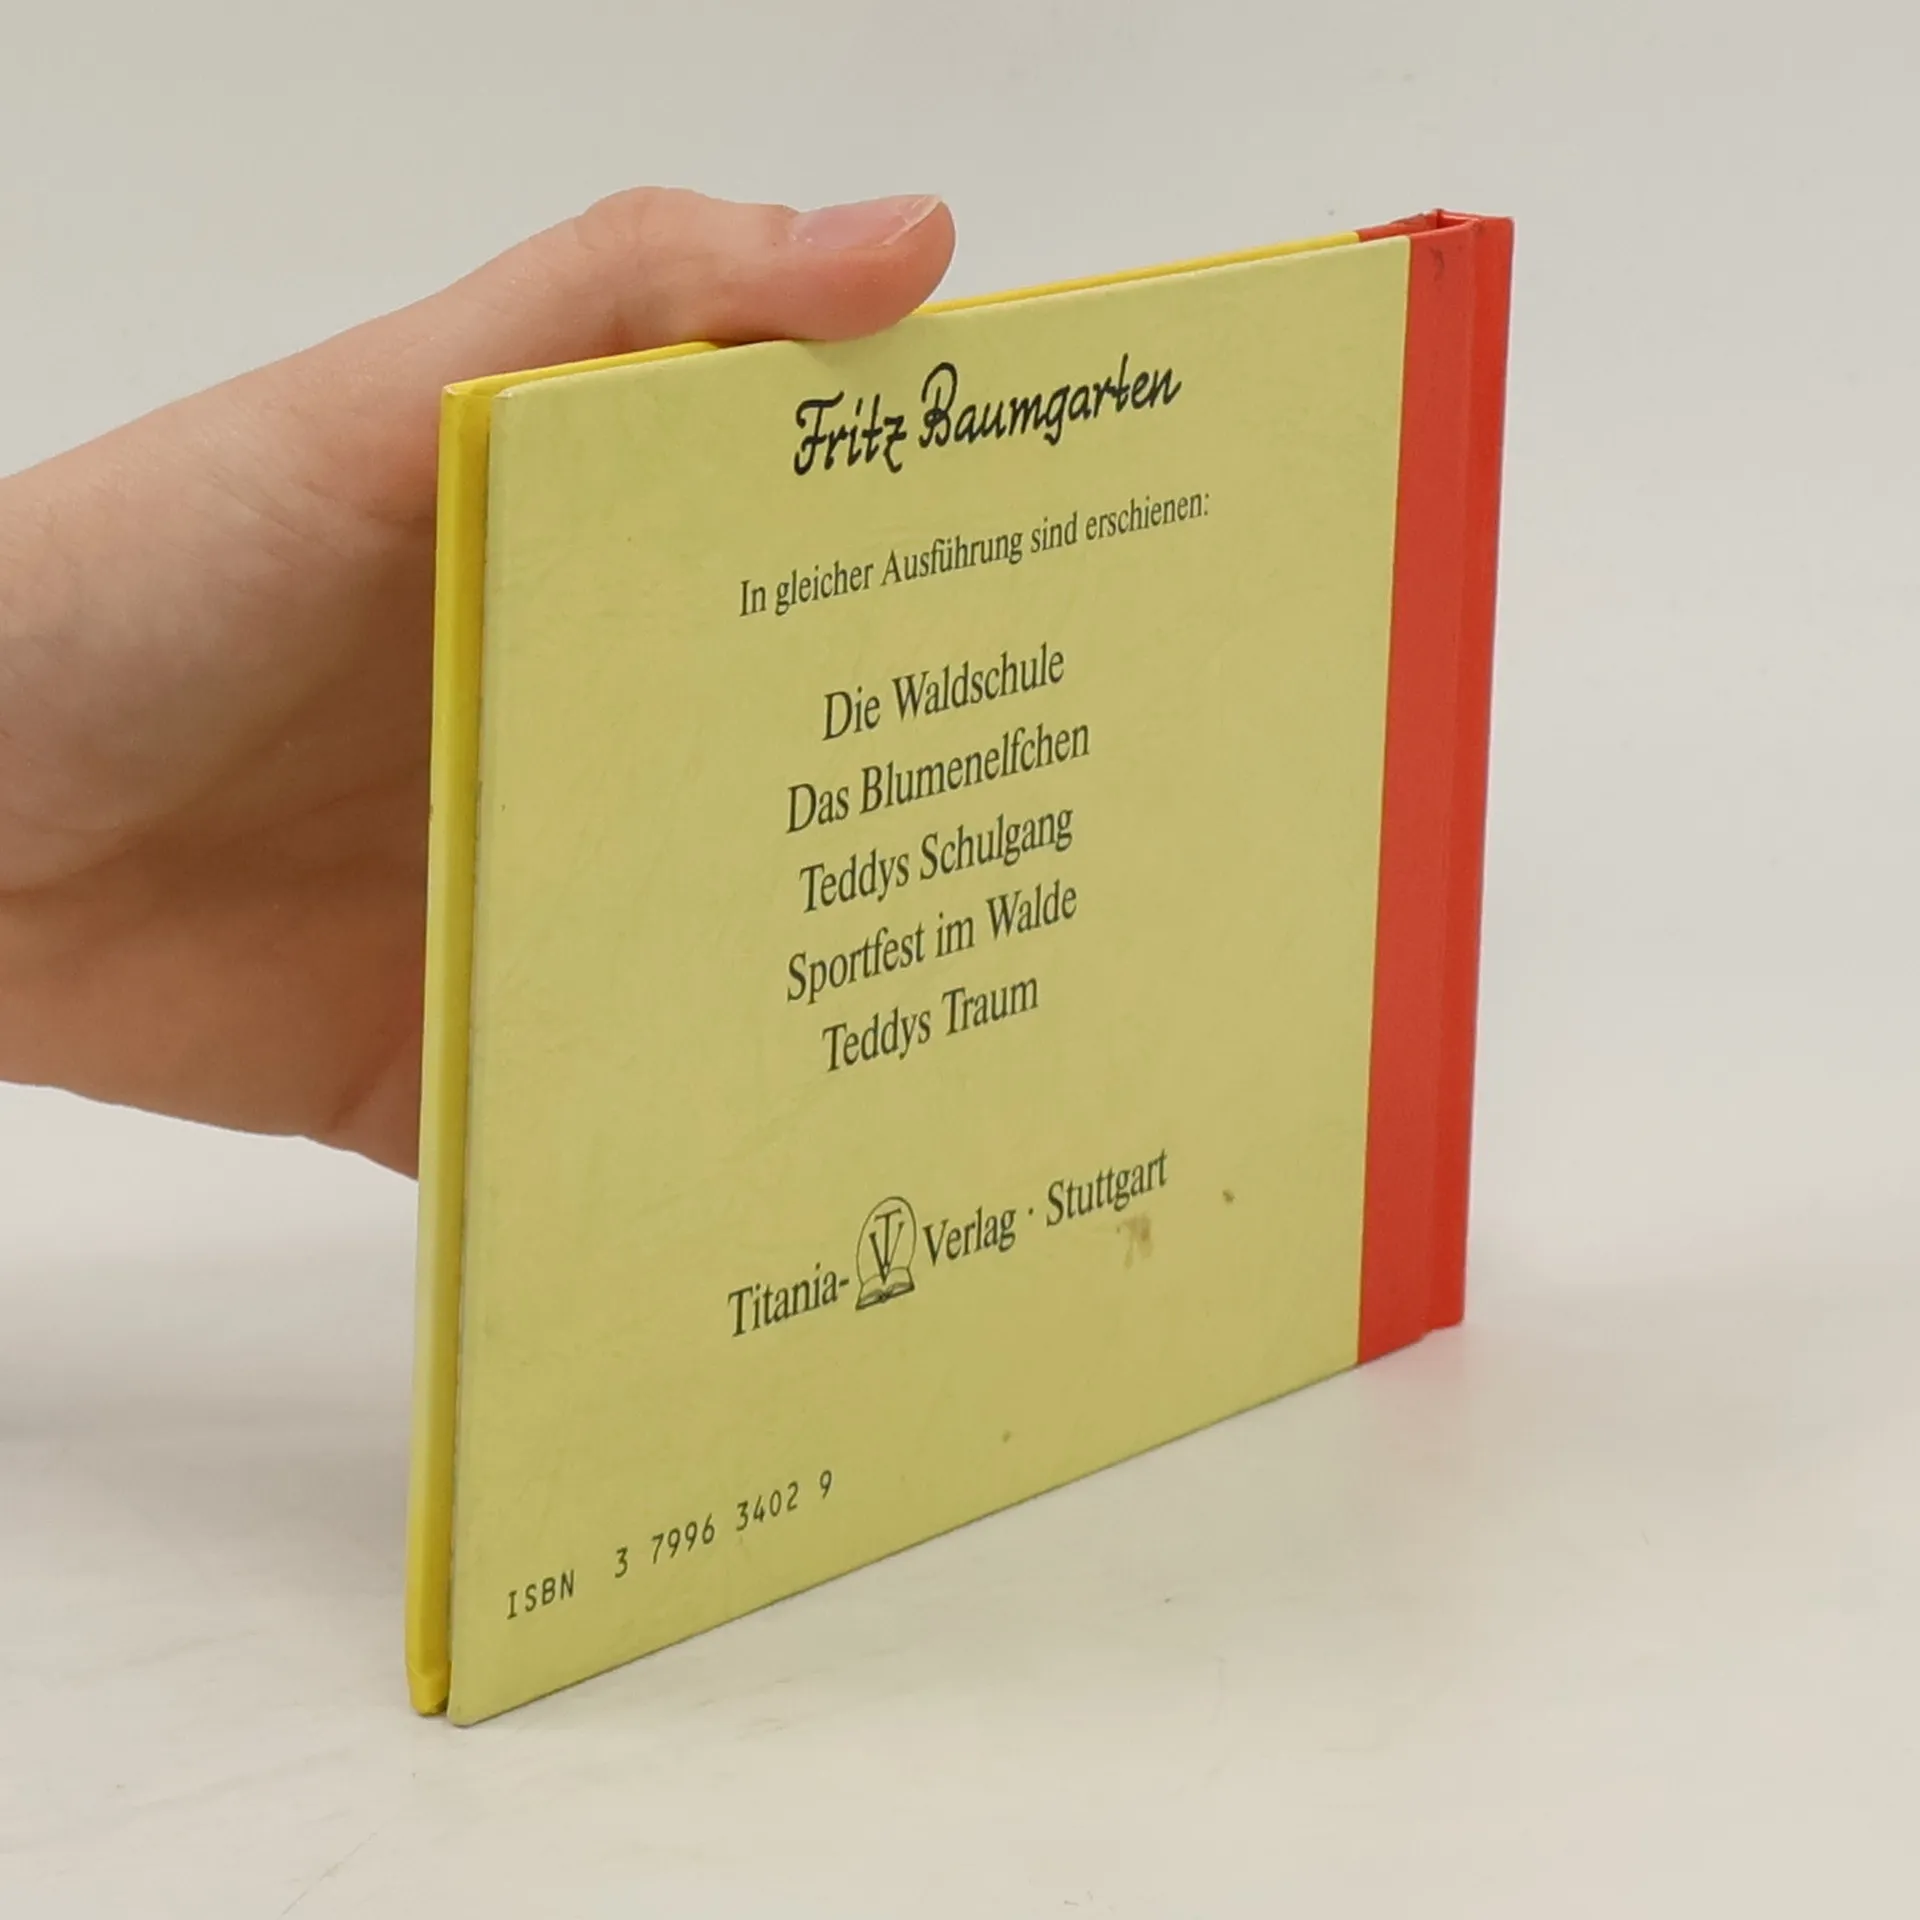 Fritz Baumgarten
In gleicher Ausführung sind erschienen:
Die Waldschule
Das Blumenelfchen
Teddys Schulgang
Sportfest im Walde
Teddys Traum
Titania- TV Verlag · Stuttgart
ISBN 3 7996 3402 9